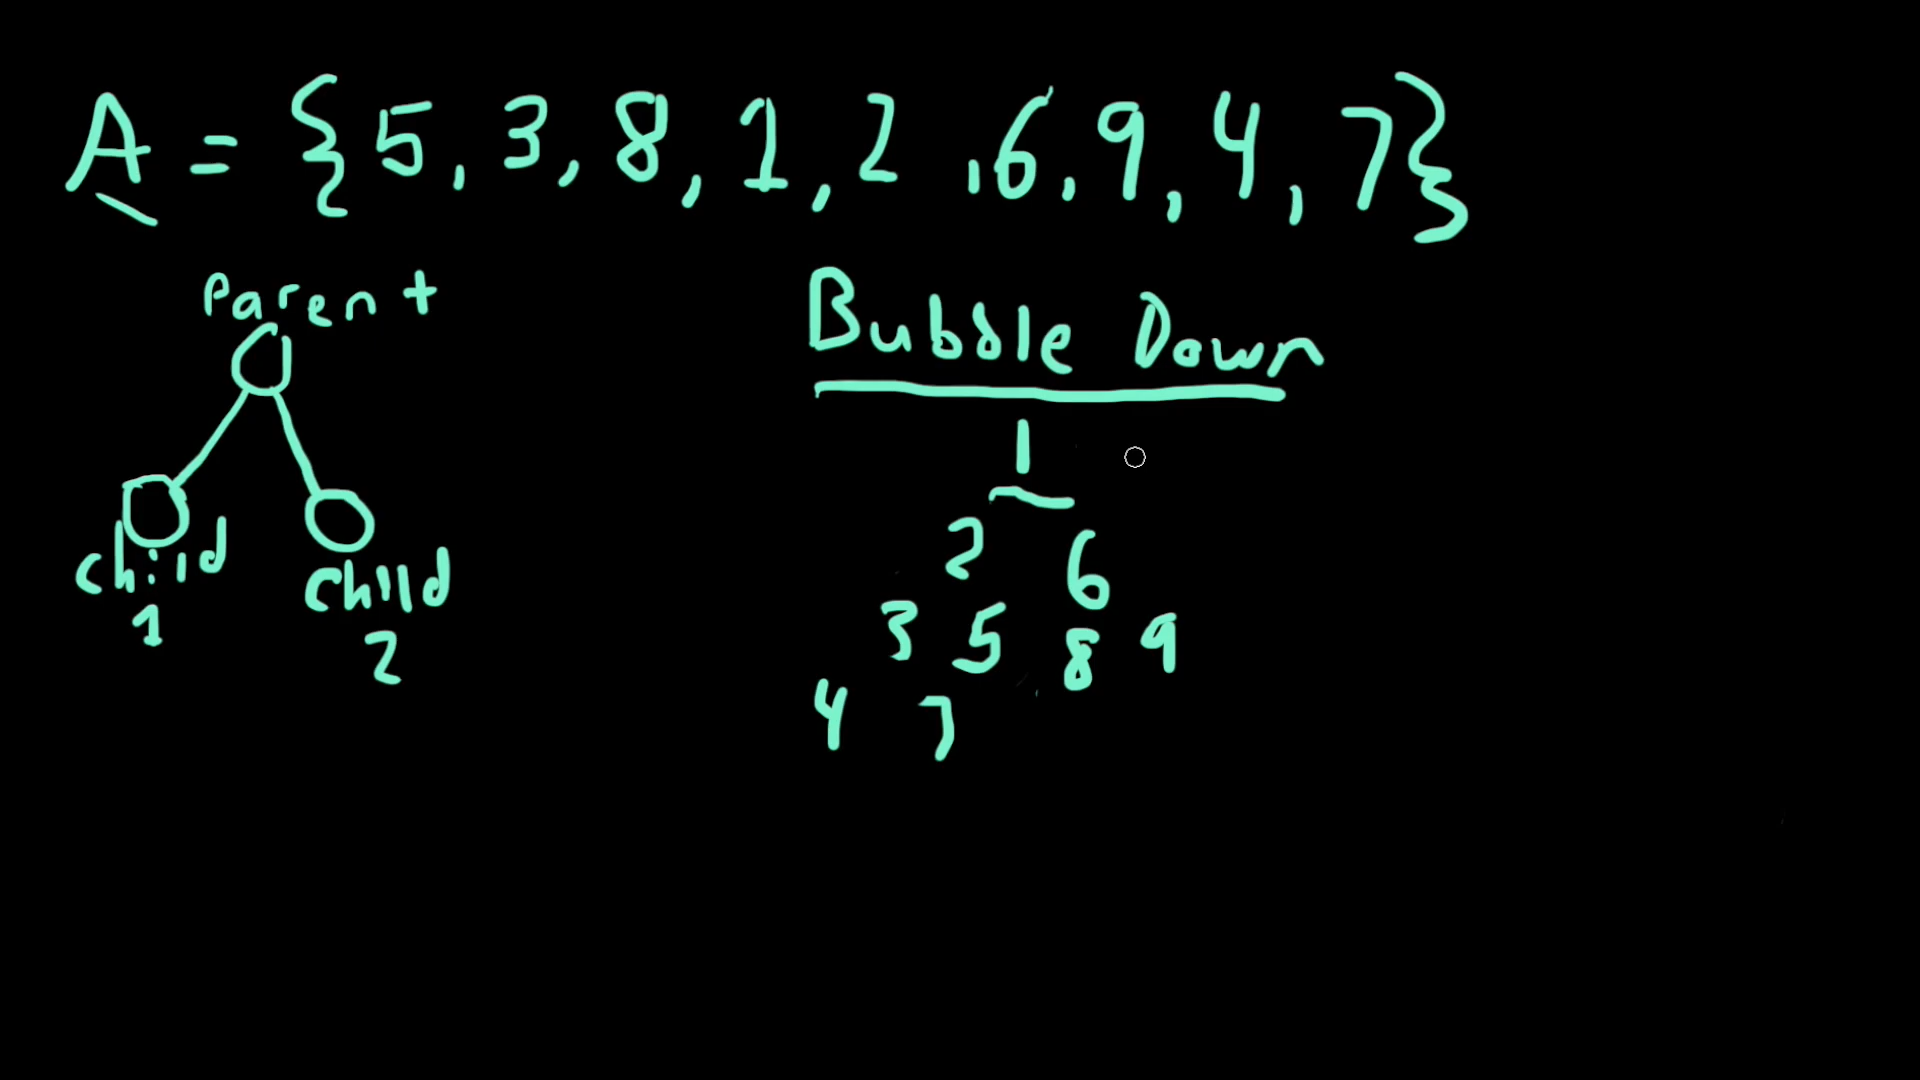 A = {5, 3, 8, 1, 2, 6, 9, 4, 7}
Parent
child
1
child
2
Bubble Down
1
2 6
3 5 8 9
4 7